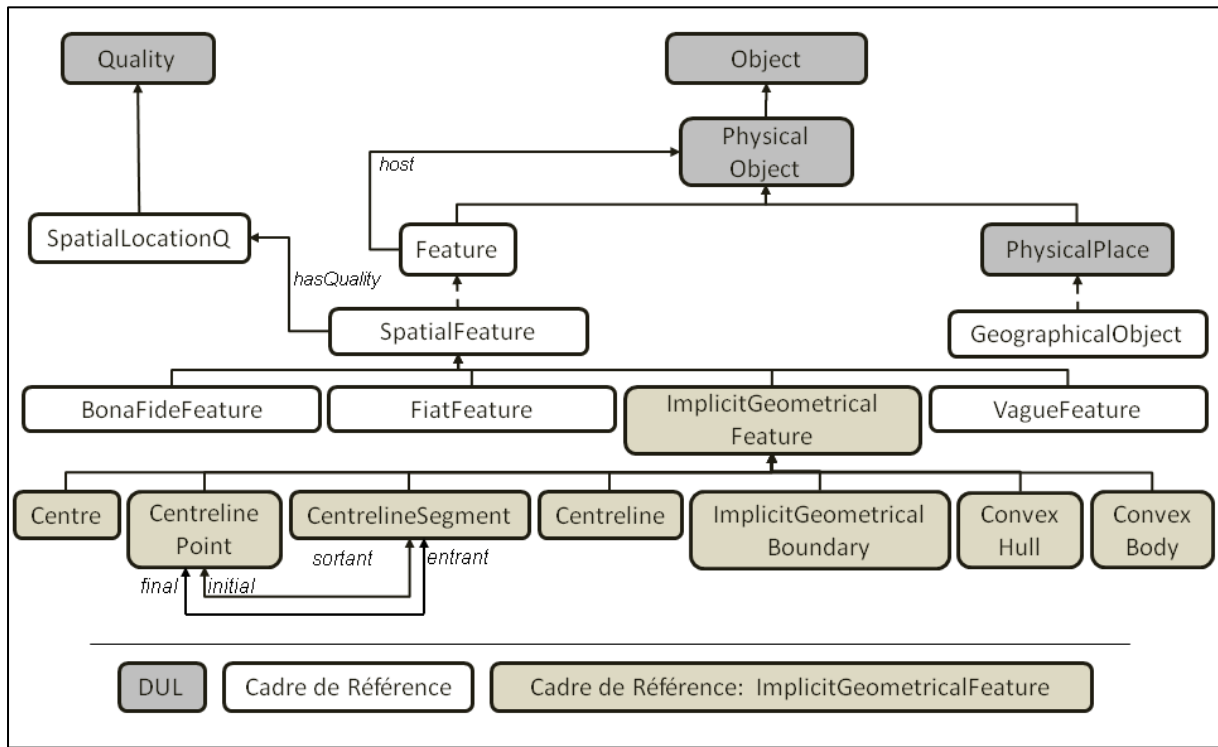 Quality
Object
Physical
Object
host
SpatialLocationQ
Feature
PhysicalPlace
hasQuality
SpatialFeature
GeographicalObject
BonaFideFeature
FiatFeature
ImplicitGeometrical
Feature
VagueFeature
Centre
Centreline
Point
CentrelineSegment
Centreline
ImplicitGeometrical
Boundary
Convex
Hull
Convex
Body
sortant
entrant
final
initial
DUL
Cadre de Référence
Cadre de Référence: ImplicitGeometricalFeature